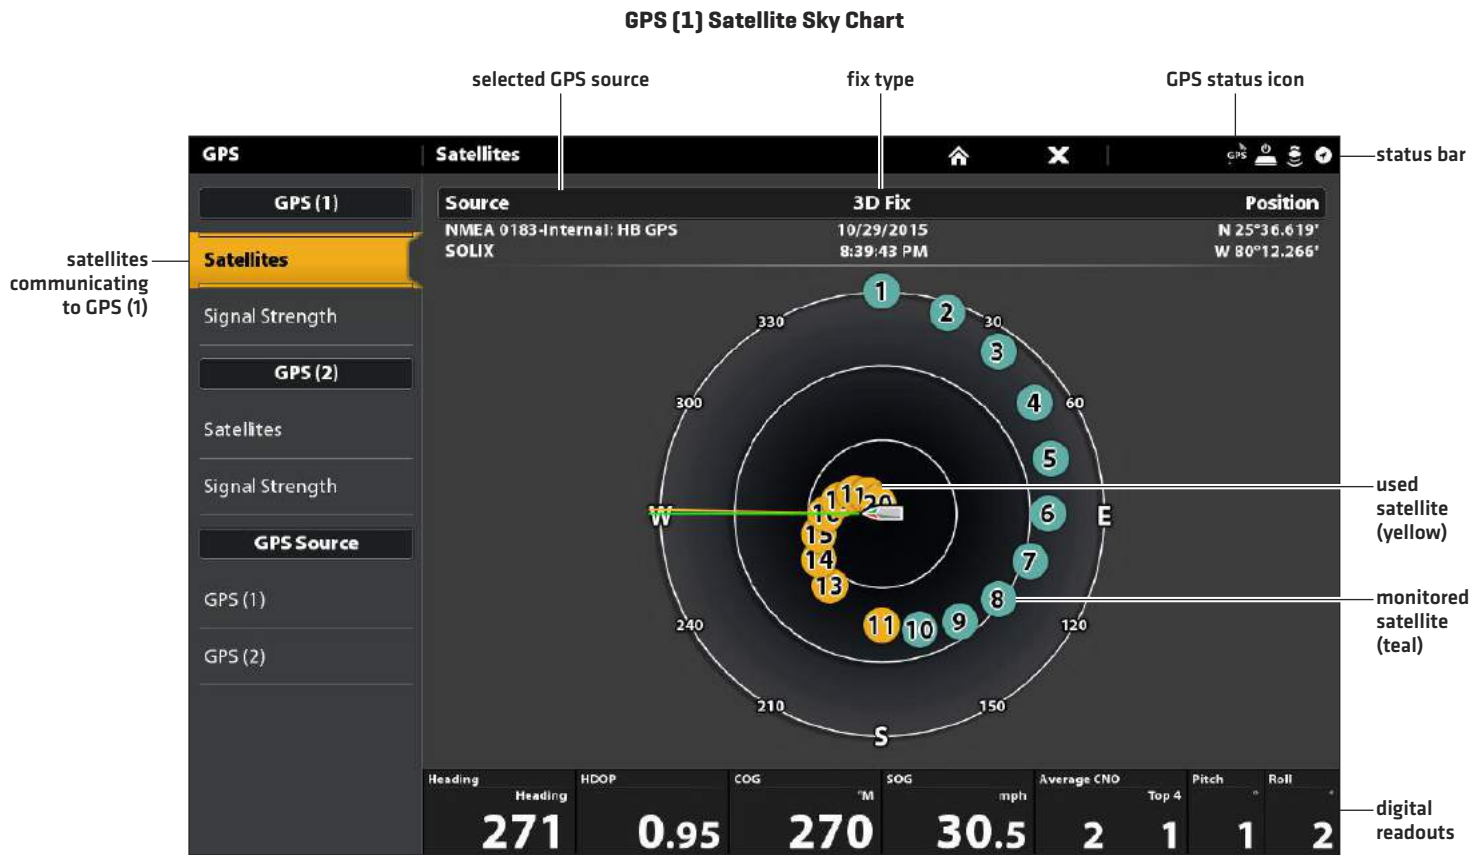 GPS (1) Satellite Sky Chart
selected GPS source
fix type
GPS status icon
status bar
GPS
Satellites
GPS
GPS (1)
Satellites
Signal Strength
GPS (2)
Satellites
Signal Strength
GPS Source
GPS (1)
GPS (2)
satellites
communicating
to GPS (1)
Source
3D Fix
Position
NMEA 0183-Internal: HB GPS
10/29/2015
N 25°36.619'
SOLIX
8:39:43 PM
W 80°12.266'
1
2
330
30
3
300
4
60
5
11
20
W
6
E
15
14
7
13
8
240
11
10
9
120
210
150
S
used
satellite
(yellow)
monitored
satellite
(teal)
Heading
Heading
271
HDOP
0.95
COG
°M
270
SOG
mph
30.5
Average CNO
Top 4
2
1
Pitch
°
1
Roll
°
2
digital
readouts